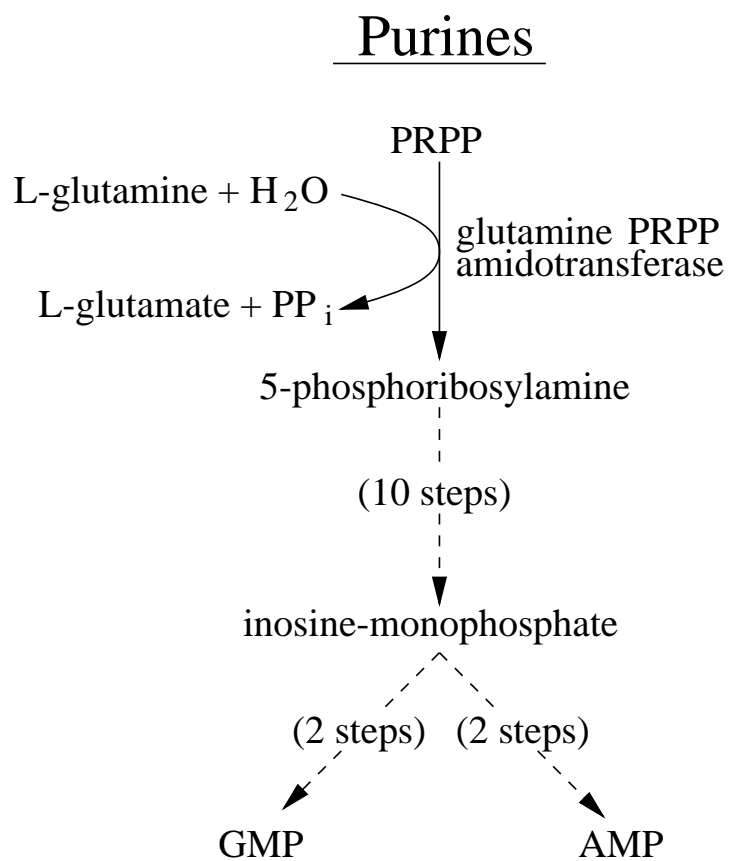 Purines
PRPP
L-glutamine + H₂O
glutamine PRPP
amidotransferase
L-glutamate + PP i
5-phosphoribosylamine
(10 steps)
inosine-monophosphate
(2 steps) (2 steps)
GMP AMP